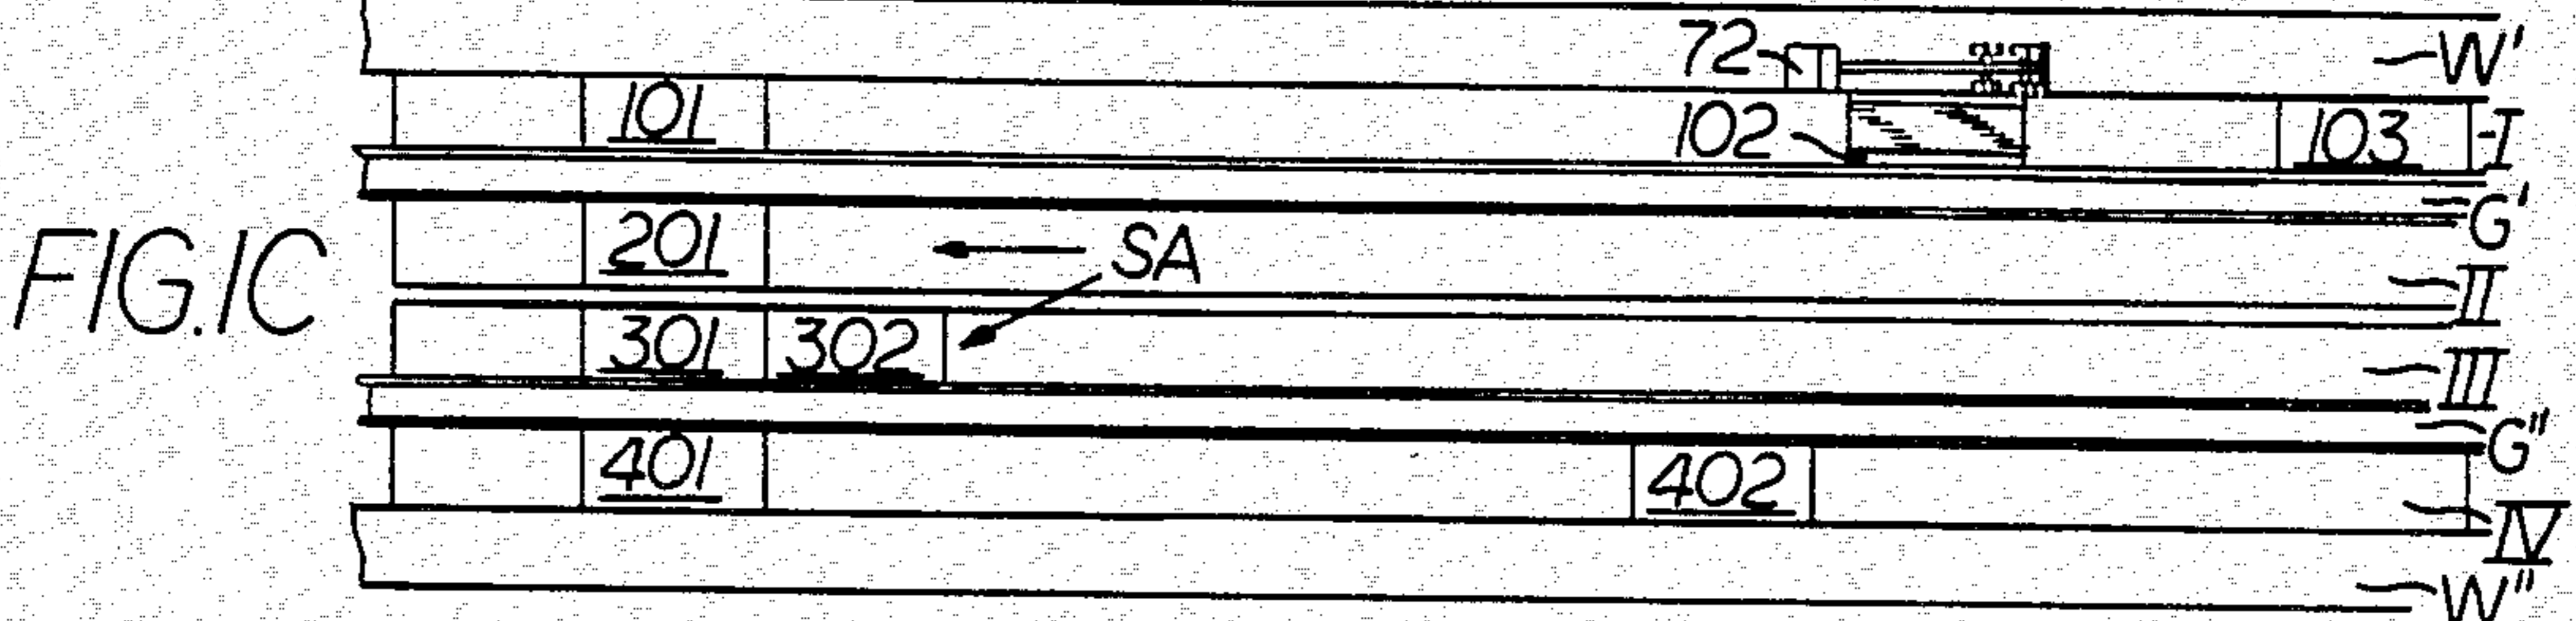 72 W'
101 102 103 I
G'
FIG.1C 201 SA II
301 302 III
G"
401 402 IV
W"